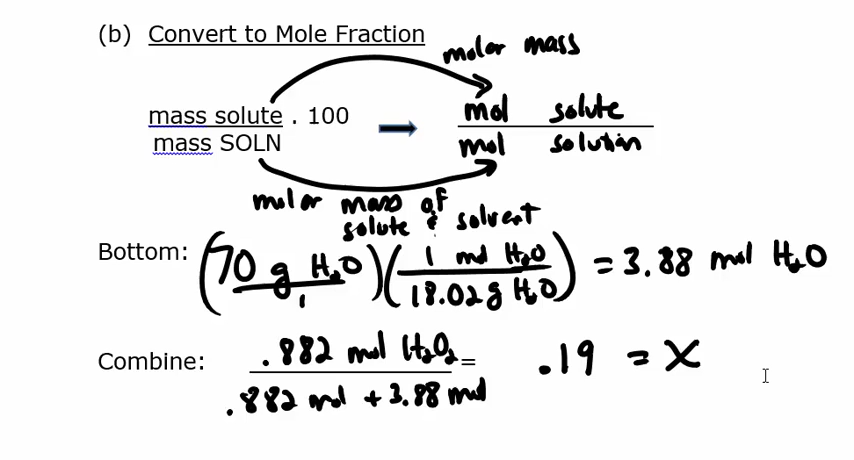 (b) Convert to Mole Fraction
molar mass
mass solute . 100
mass SOLN
mol solute
mol solution
molar mass of
solute & solvent
Bottom: (70 g H₂O / 1)(1 mol H₂O / 18.02 g H₂O) = 3.88 mol H₂O
Combine: .882 mol H₂O₂ / .882 mol + 3.88 mol = .19 = X